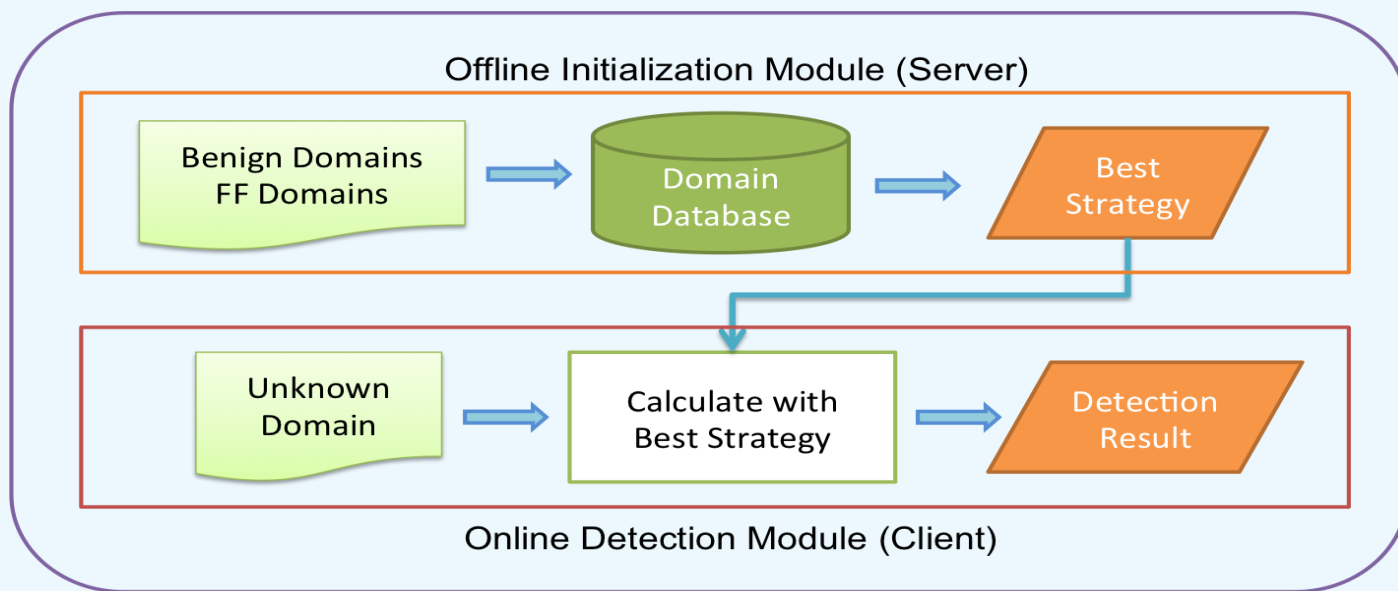 Offline Initialization Module (Server)
Benign Domains
FF Domains
Domain
Database
Best
Strategy
Unknown
Domain
Calculate with
Best Strategy
Detection
Result
Online Detection Module (Client)